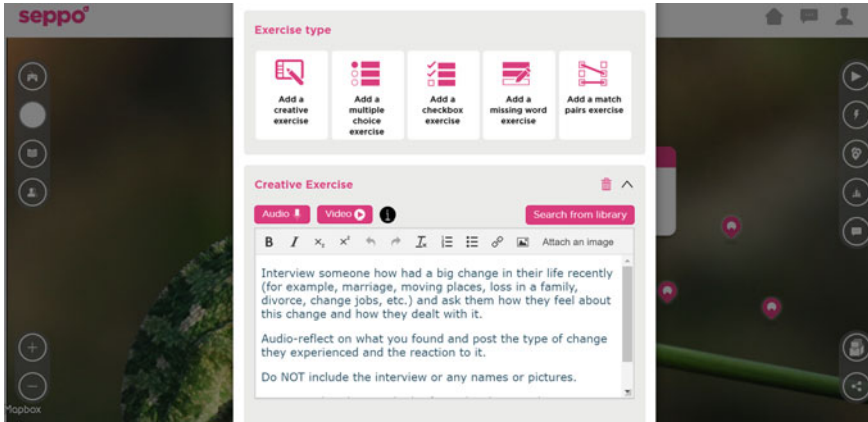 seppo
Exercise type
Add a
creative
exercise
Add a
multiple
choice
exercise
Add a
checkbox
exercise
Add a
missing word
exercise
Add a match
pairs exercise
Creative Exercise
Audio
Video
Search from library
B I x₂ x² Attach an image
Interview someone how had a big change in their life recently
(for example, marriage, moving places, loss in a family,
divorce, change jobs, etc.) and ask them how they feel about
this change and how they dealt with it.
Audio-reflect on what you found and post the type of change
they experienced and the reaction to it.
Do NOT include the interview or any names or pictures.
Mapbox